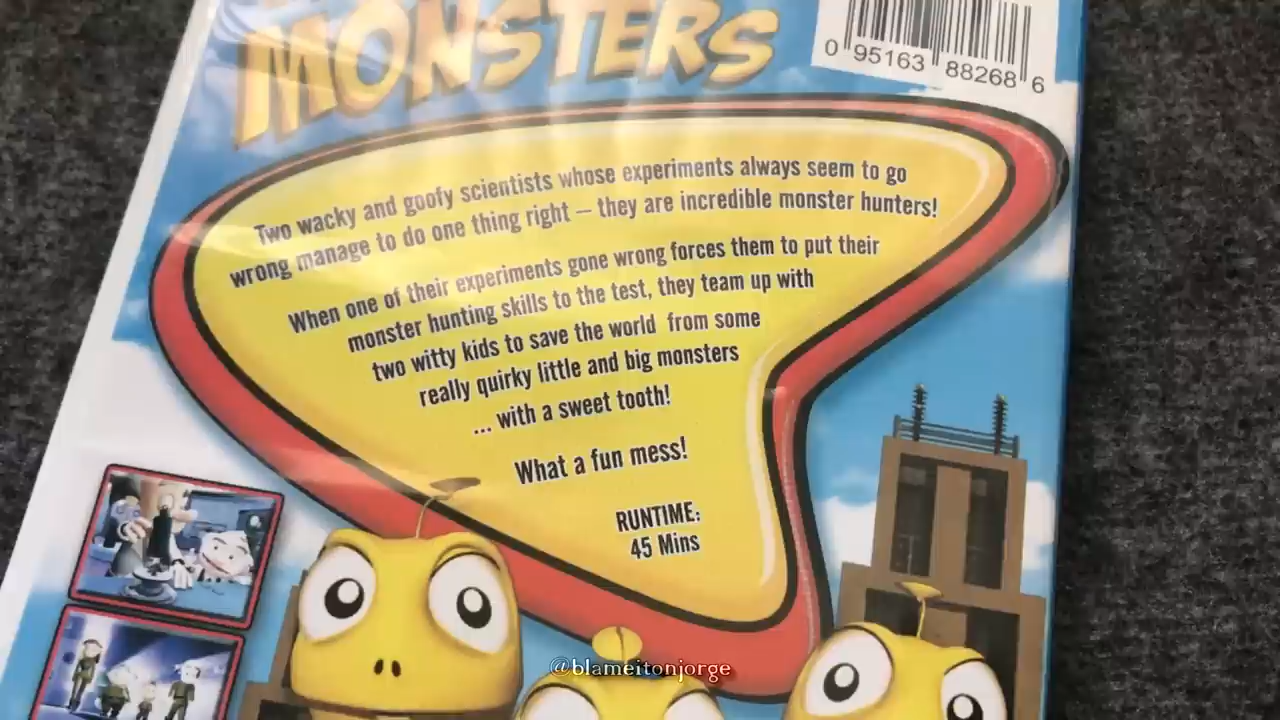 MONSTERS
0 95163 88268 6
Two wacky and goofy scientists whose experiments always seem to go
wrong manage to do one thing right – they are incredible monster hunters!
When one of their experiments gone wrong forces them to put their
monster hunting skills to the test, they team up with
two witty kids to save the world from some
really quirky little and big monsters
... with a sweet tooth!
What a fun mess!
RUNTIME:
45 Mins
@blameitonjorge